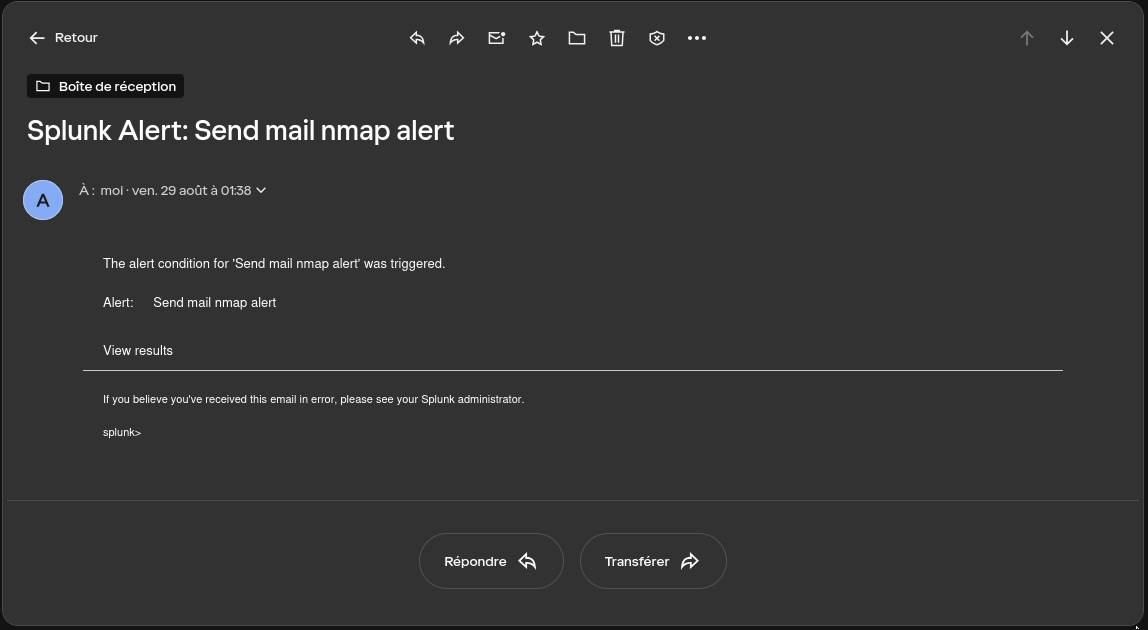 Retour
Boîte de réception
Splunk Alert: Send mail nmap alert
A
À : moi · ven. 29 août à 01:38
The alert condition for 'Send mail nmap alert' was triggered.
Alert: Send mail nmap alert
View results
If you believe you've received this email in error, please see your Splunk administrator.
splunk>
Répondre
Transférer